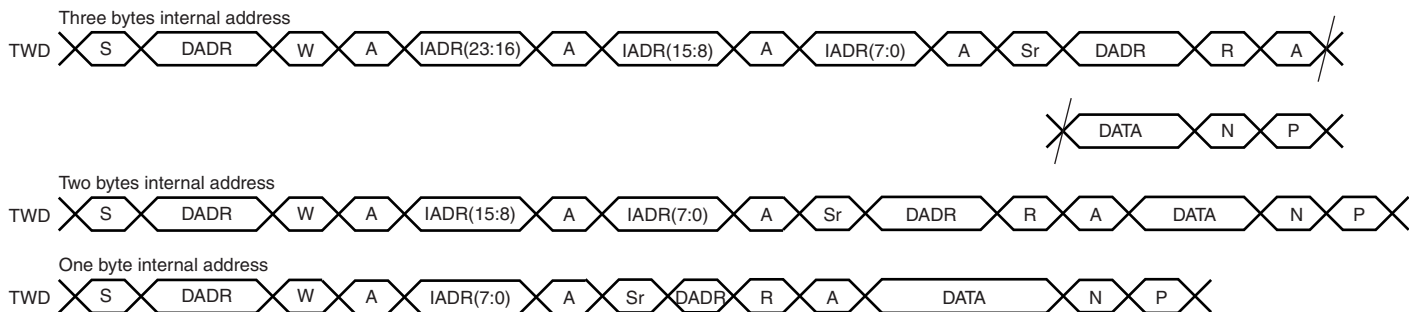 Three bytes internal address
TWD S DADR W A IADR(23:16) A IADR(15:8) A IADR(7:0) A Sr DADR R A
DATA N P
Two bytes internal address
TWD S DADR W A IADR(15:8) A IADR(7:0) A Sr DADR R A DATA N P
One byte internal address
TWD S DADR W A IADR(7:0) A Sr DADR R A DATA N P